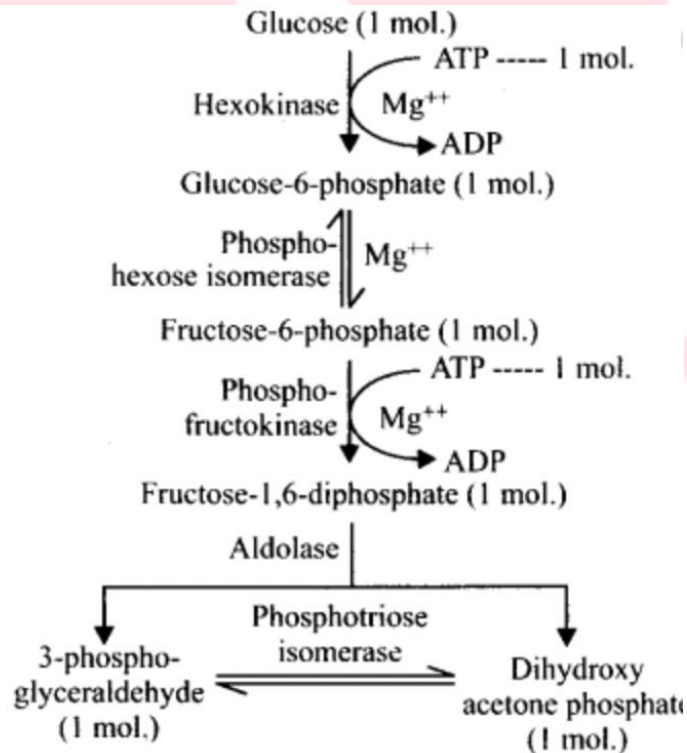 Glucose (1 mol.)
ATP ----- 1 mol.
Hexokinase
Mg++
ADP
Glucose-6-phosphate (1 mol.)
Phospho-
hexose isomerase
Mg++
Fructose-6-phosphate (1 mol.)
ATP ----- 1 mol.
Phospho-
fructokinase
Mg++
ADP
Fructose-1,6-diphosphate (1 mol.)
Aldolase
Phosphotriose
isomerase
3-phospho-
glyceraldehyde
(1 mol.)
Dihydroxy
acetone phosphate
(1 mol.)